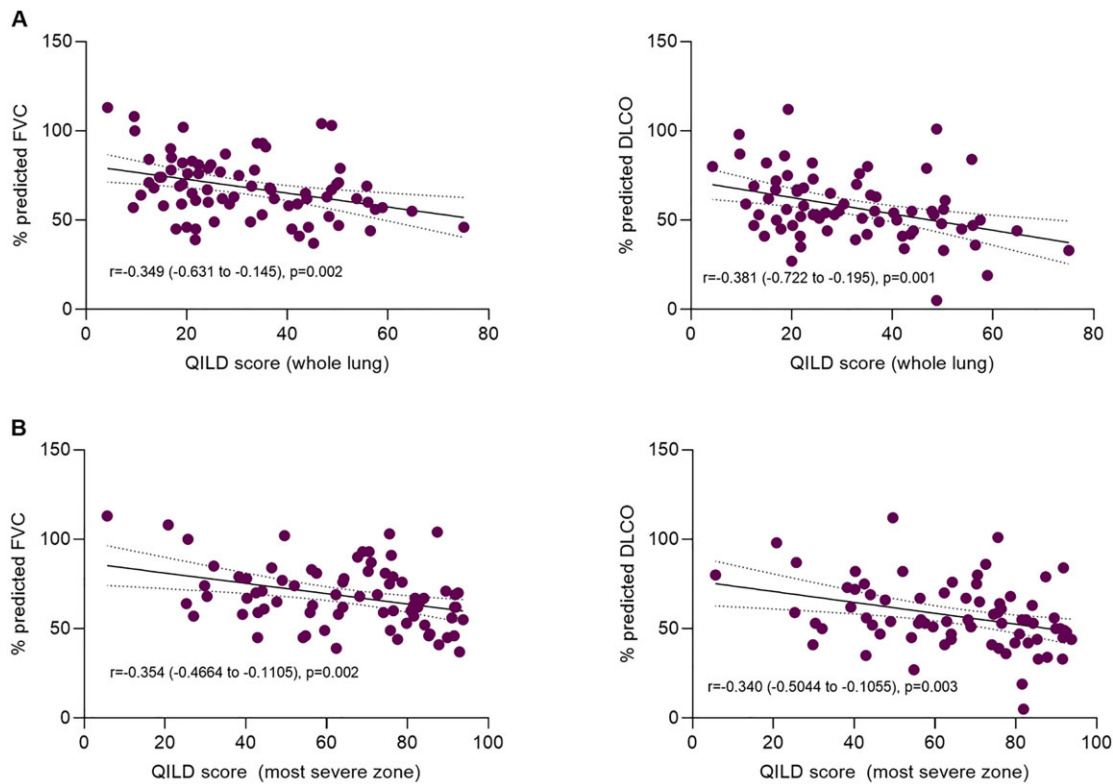 A
150
100
50
0
% predicted FVC
r=-0.349 (-0.631 to -0.145), p=0.002
0 20 40 60 80
QILD score (whole lung)
150
100
50
0
% predicted DLCO
r=-0.381 (-0.722 to -0.195), p=0.001
0 20 40 60 80
QILD score (whole lung)
B
150
100
50
0
% predicted FVC
r=-0.354 (-0.4664 to -0.1105), p=0.002
0 20 40 60 80 100
QILD score (most severe zone)
150
100
50
0
% predicted DLCO
r=-0.340 (-0.5044 to -0.1055), p=0.003
0 20 40 60 80 100
QILD score (most severe zone)